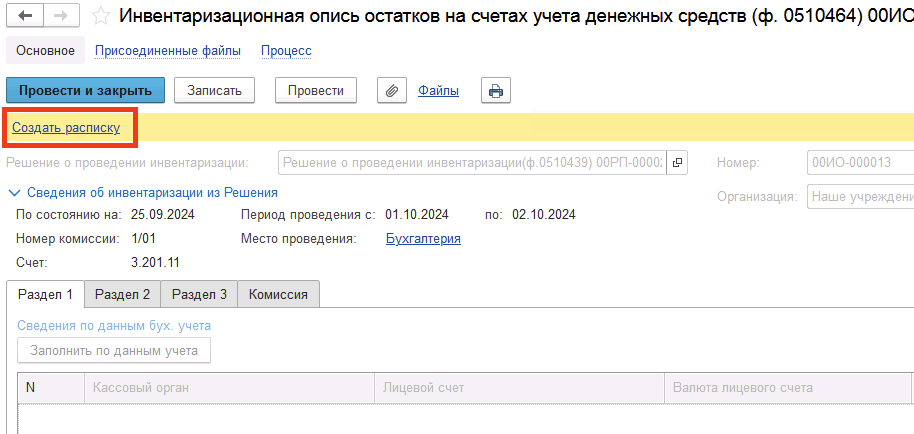 Инвентаризационная опись остатков на счетах учета денежных средств (ф. 0510464) 00ИО
Основное Присоединенные файлы Процесс
Провести и закрыть Записать Провести Файлы
Создать расписку
Решение о проведении инвентаризации: Решение о проведении инвентаризации(ф.0510439) 00РП-0000 Номер: 00ИО-000013
Сведения об инвентаризации из Решения Организация: Наше учреждени
По состоянию на: 25.09.2024 Период проведения с: 01.10.2024 по: 02.10.2024
Номер комиссии: 1/01 Место проведения: Бухгалтерия
Счет: 3.201.11
Раздел 1 Раздел 2 Раздел 3 Комиссия
Сведения по данным бух. учета
Заполнить по данным учета
N Кассовый орган Лицевой счет Валюта лицевого счета